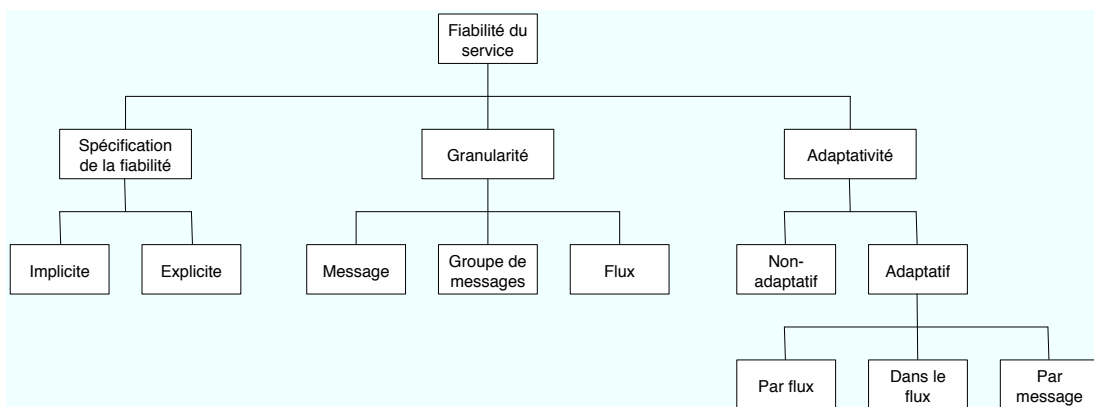 Fiabilité du
service
Spécification
de la fiabilité
Granularité
Adaptativité
Implicite
Explicite
Message
Groupe de
messages
Flux
Non-
adaptatif
Adaptatif
Par flux
Dans le
flux
Par
message